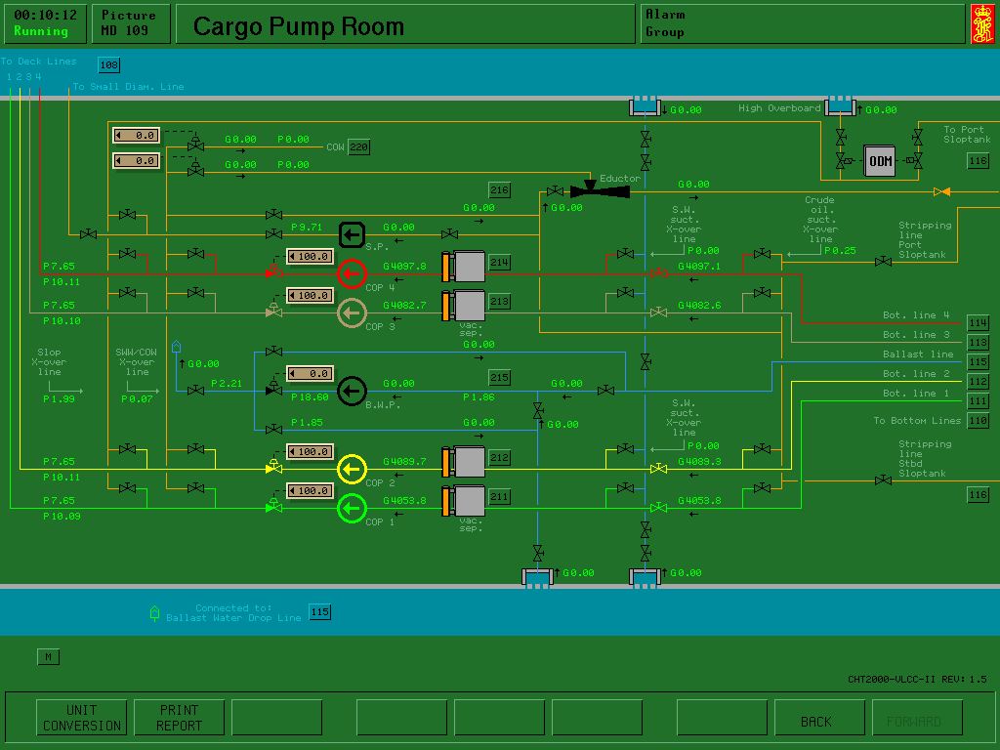 00:10:12
Running
Picture
MD 109
Cargo Pump Room
Alarm
Group
To Deck Lines
108
1 2 3 4
To Small Diam. Line
0.0
G0.00 P0.00
COW 220
0.0
G0.00 P0.00
G0.00
High Overboard
G0.00
ODM
To Port
Sloptank
116
Eductor
G0.00
216
G0.00
G0.00
P9.71
G0.00
S.P.
S.W.
suct.
X-over
line
P0.00
Crude
oil.
suct.
X-over
line
P0.25
Stripping
line
Port
Sloptank
P7.65
P10.11
100.0
G4097.8
COP 4
214
G4097.1
P7.65
P10.10
100.0
G4082.7
COP 3
213
Vac.
sep.
G4082.6
Bot. line 4
114
Bot. line 3
113
Ballast line
115
Bot. line 2
112
Bot. line 1
111
To Bottom Lines
110
Slop
X-over
line
P1.99
SWW/COW
X-over
line
P0.07
G0.00
P2.21
G0.00
0.0
P18.60
G0.00
B.W.P.
215
P1.86
G0.00
P1.85
G0.00
G0.00
S.W.
suct.
X-over
line
P0.00
Stripping
line
Stbd
Sloptank
116
P7.65
P10.11
100.0
G4089.7
COP 2
212
G4089.3
P7.65
P10.09
100.0
G4053.8
COP 1
211
Vac.
sep.
G4053.8
G0.00
G0.00
Connected to:
Ballast Water Drop Line
115
M
CHT2000-VLCC-II REV: 1.5
UNIT
CONVERSION
PRINT
REPORT
BACK
FORWARD